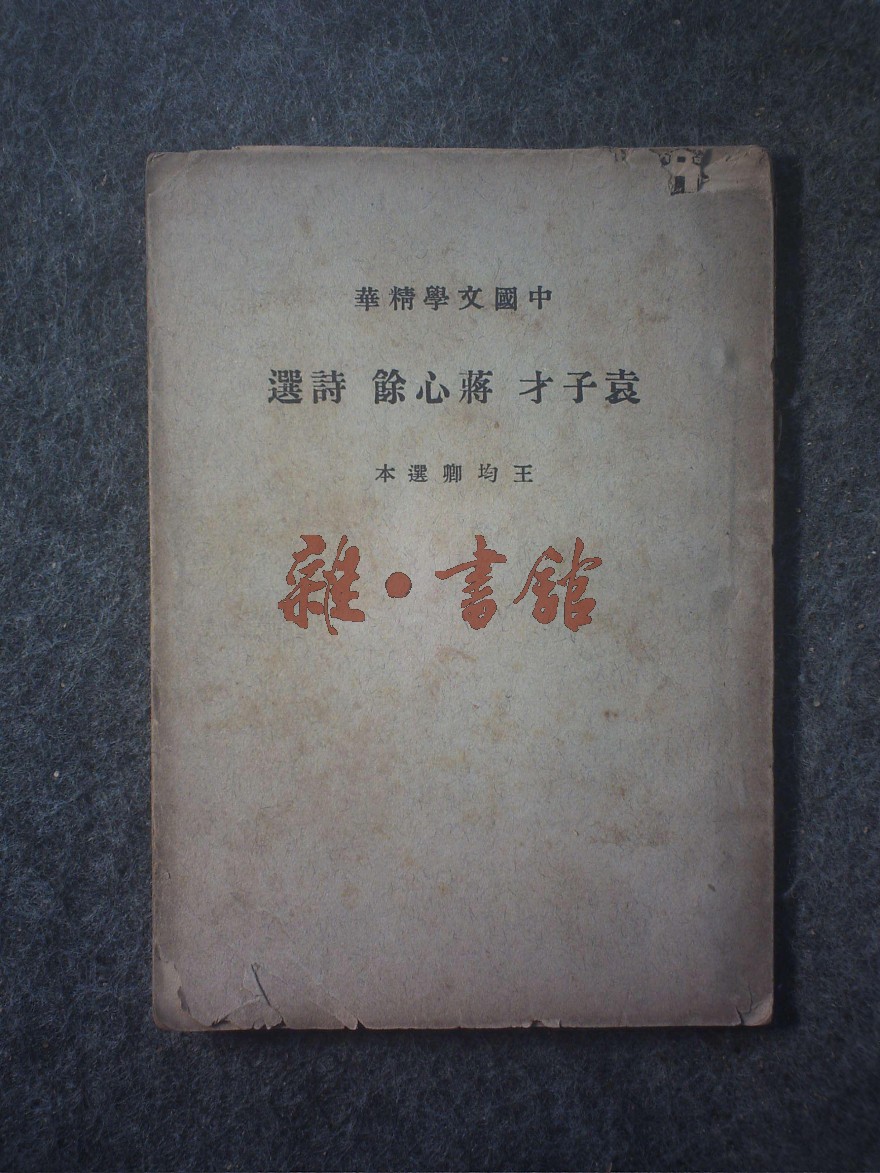 中國文學精華
袁子才 蔣心餘 詩選
王均卿選本
雜·書館